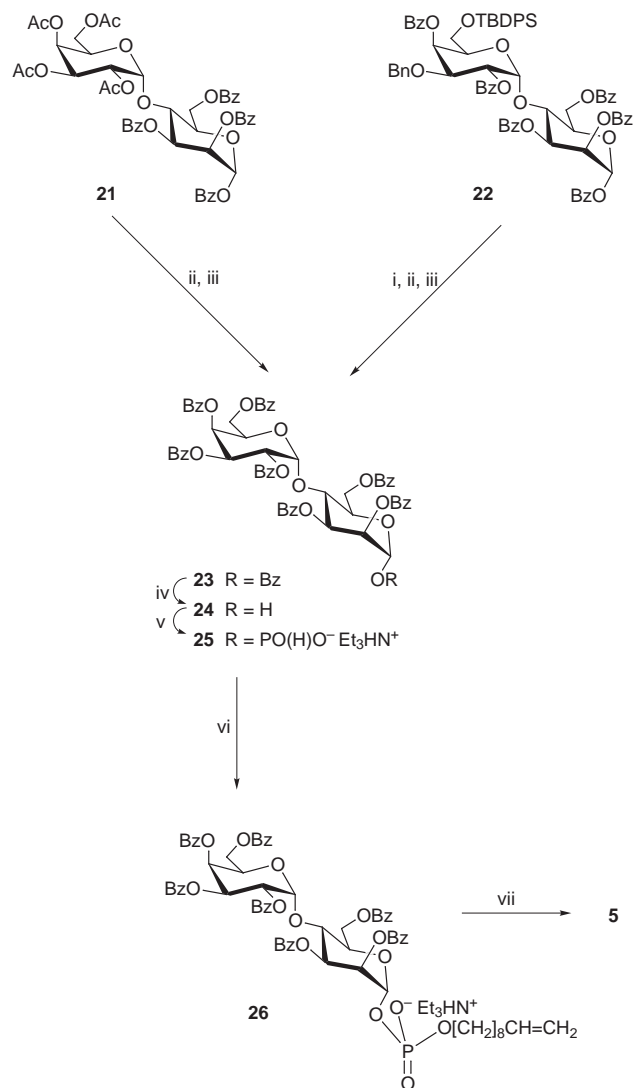 AcO OAc
O
AcO
AcO
O
OBz
BzO OBz
O
BzO
21
BzO OTBDPS
O
BnO
BzO
O
OBz
BzO OBz
O
BzO
22
ii, iii
i, ii, iii
BzO OBz
O
BzO
BzO
O
OBz
BzO OBz
O
OR
23 R = Bz
iv
24 R = H
v
25 R = PO(H)O– Et3HN+
vi
BzO OBz
O
BzO
BzO
O
OBz
BzO OBz
O
vii
5
26
O– Et3HN+
O
O[CH2]8CH=CH2
P
O